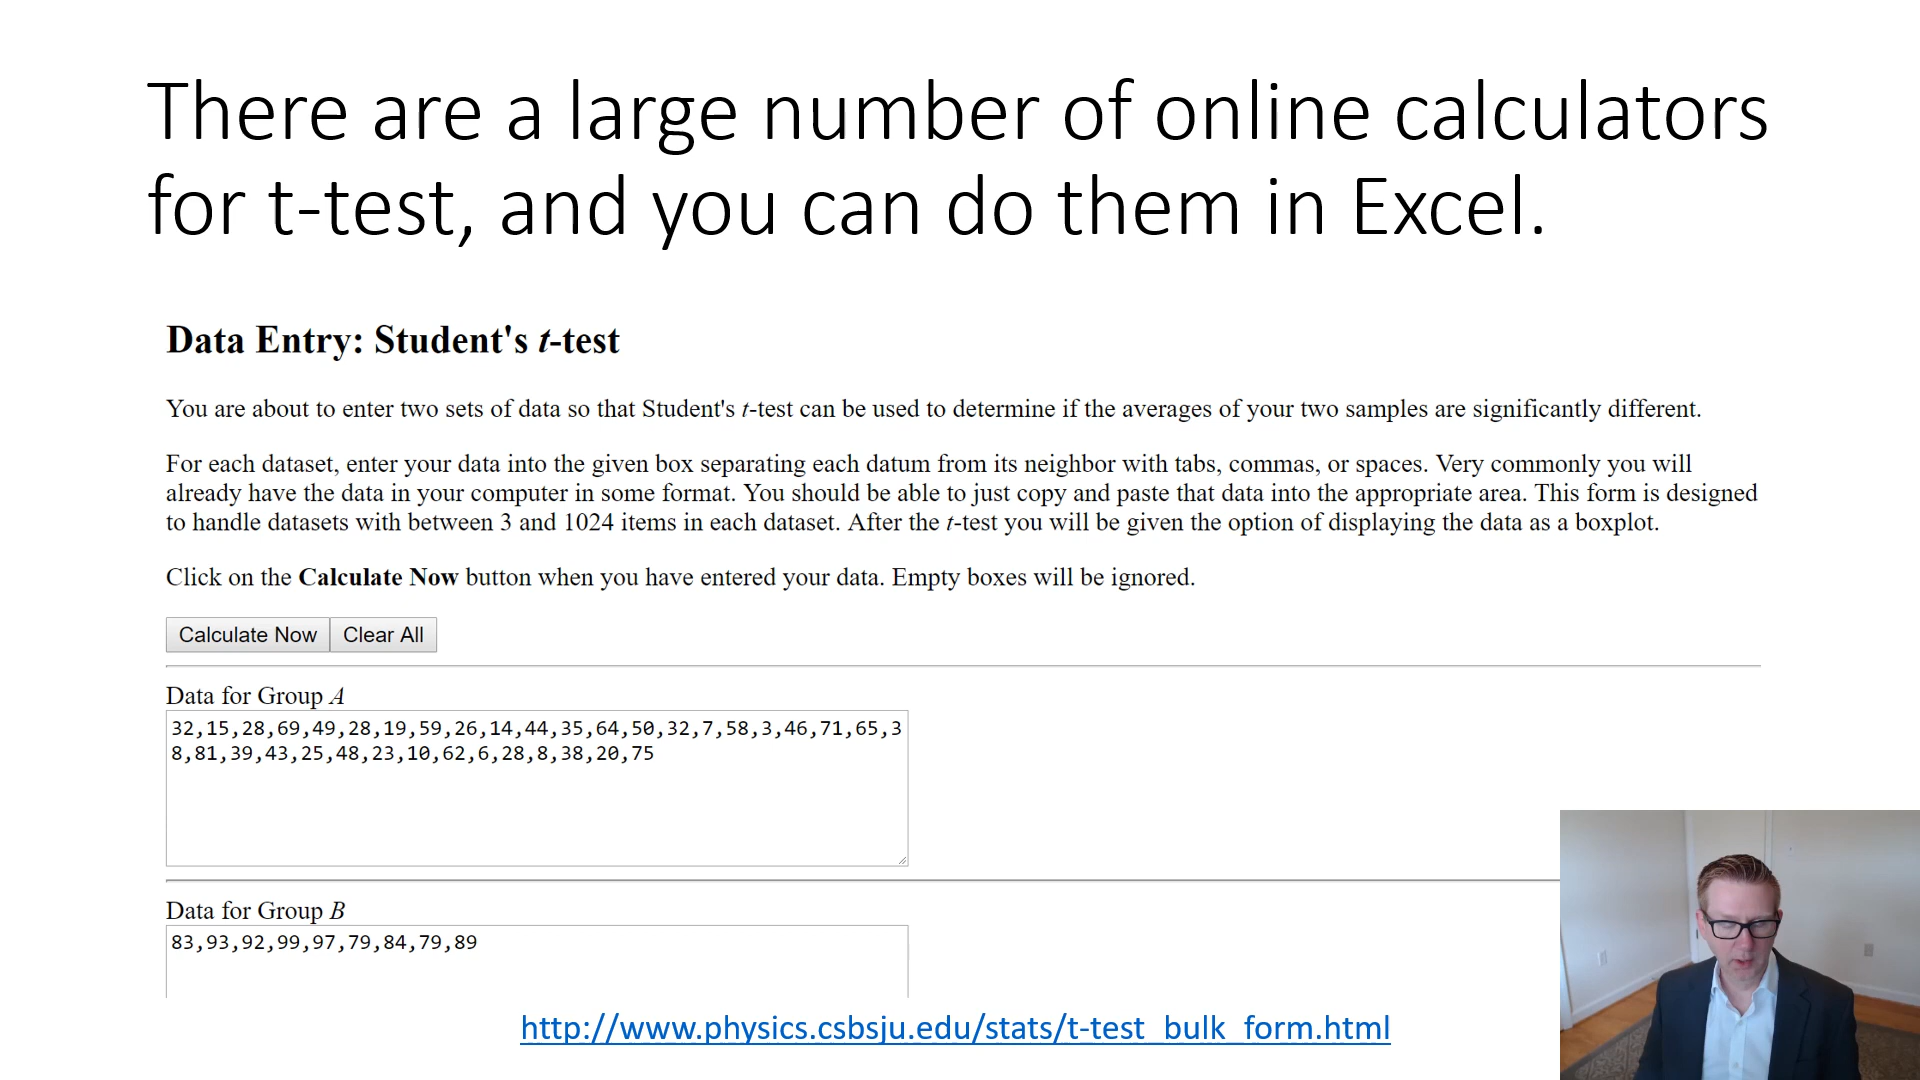 There are a large number of online calculators
for t-test, and you can do them in Excel.
Data Entry: Student's t-test
You are about to enter two sets of data so that Student's t-test can be used to determine if the averages of your two samples are significantly different.
For each dataset, enter your data into the given box separating each datum from its neighbor with tabs, commas, or spaces. Very commonly you will
already have the data in your computer in some format. You should be able to just copy and paste that data into the appropriate area. This form is designed
to handle datasets with between 3 and 1024 items in each dataset. After the t-test you will be given the option of displaying the data as a boxplot.
Click on the Calculate Now button when you have entered your data. Empty boxes will be ignored.
Calculate Now Clear All
Data for Group A
32,15,28,69,49,28,19,59,26,14,44,35,64,50,32,7,58,3,46,71,65,3
8,81,39,43,25,48,23,10,62,6,28,8,38,20,75
Data for Group B
83,93,92,99,97,79,84,79,89
http://www.physics.csbsju.edu/stats/t-test_bulk_form.html